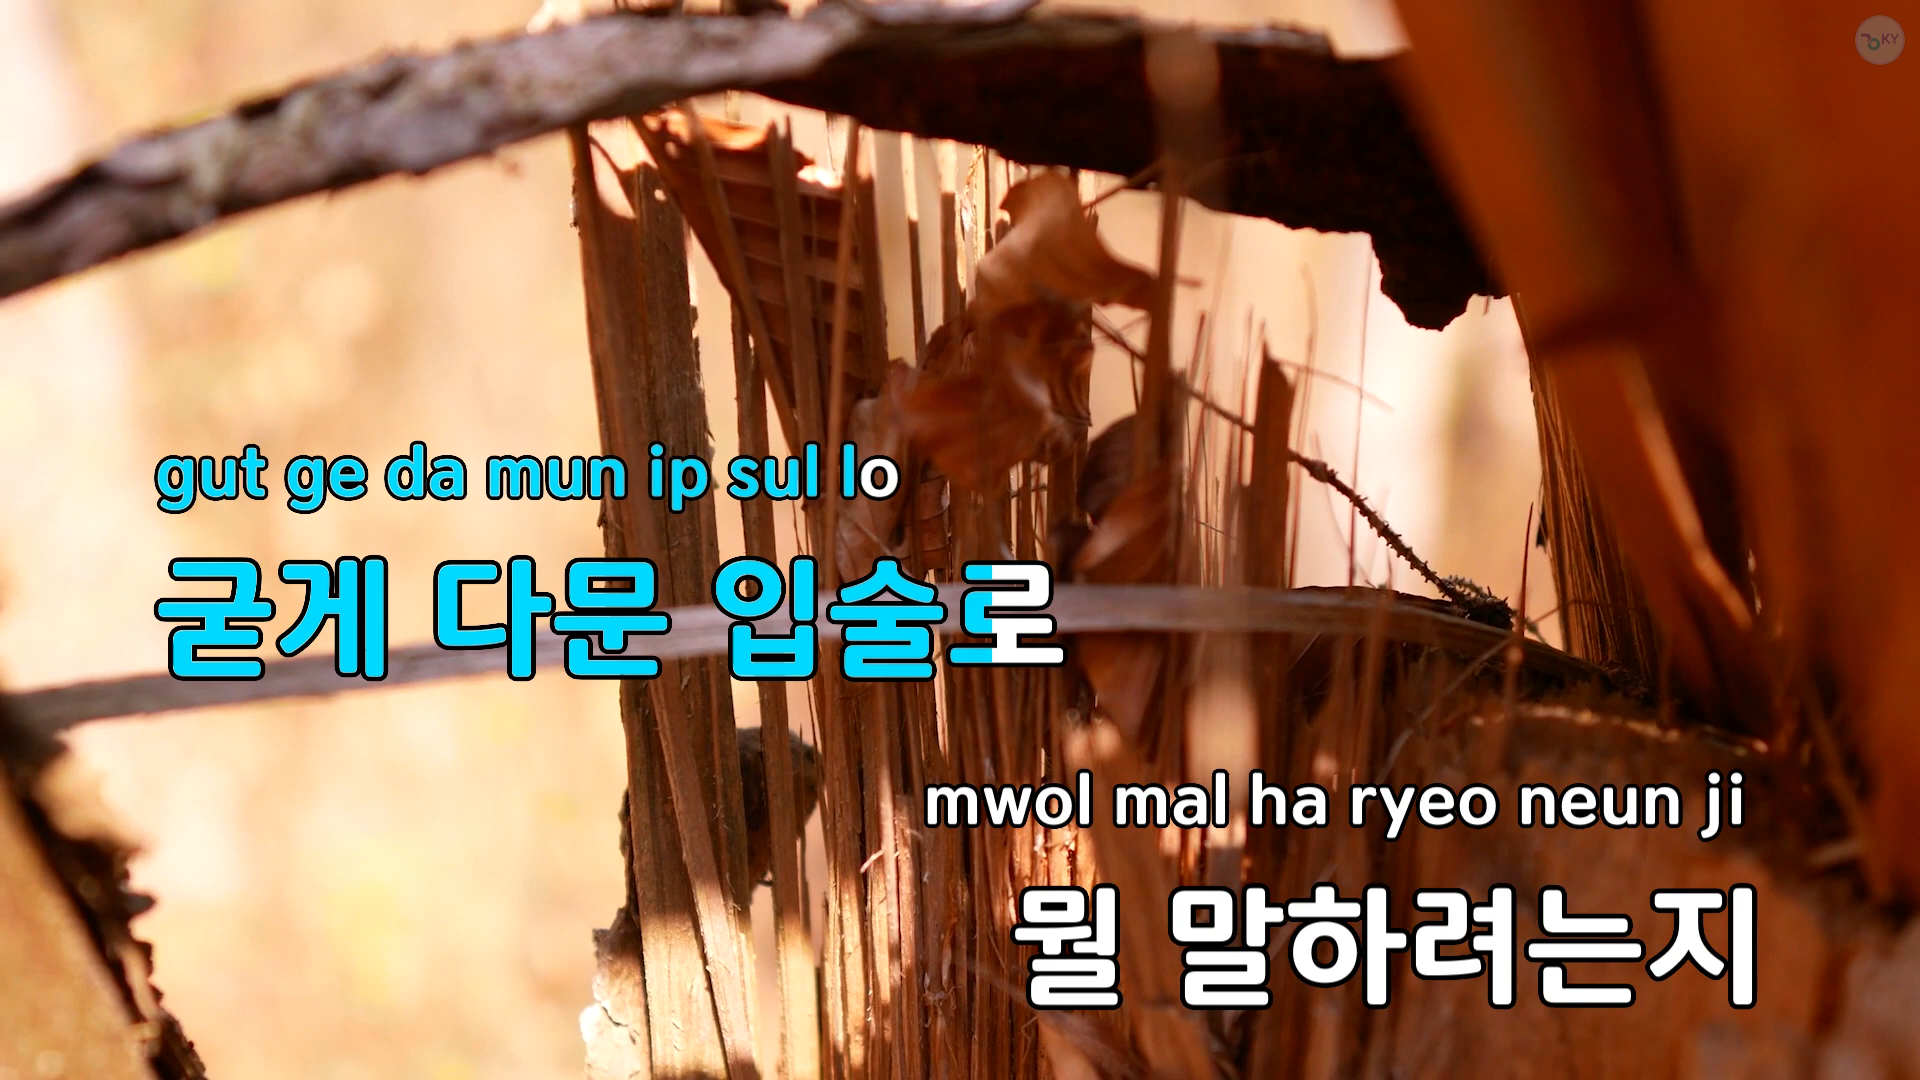 KY
gut ge da mun ip sul lo
굳게 다문 입술로
mwol mal ha ryeo neun ji
뭘 말하려는지